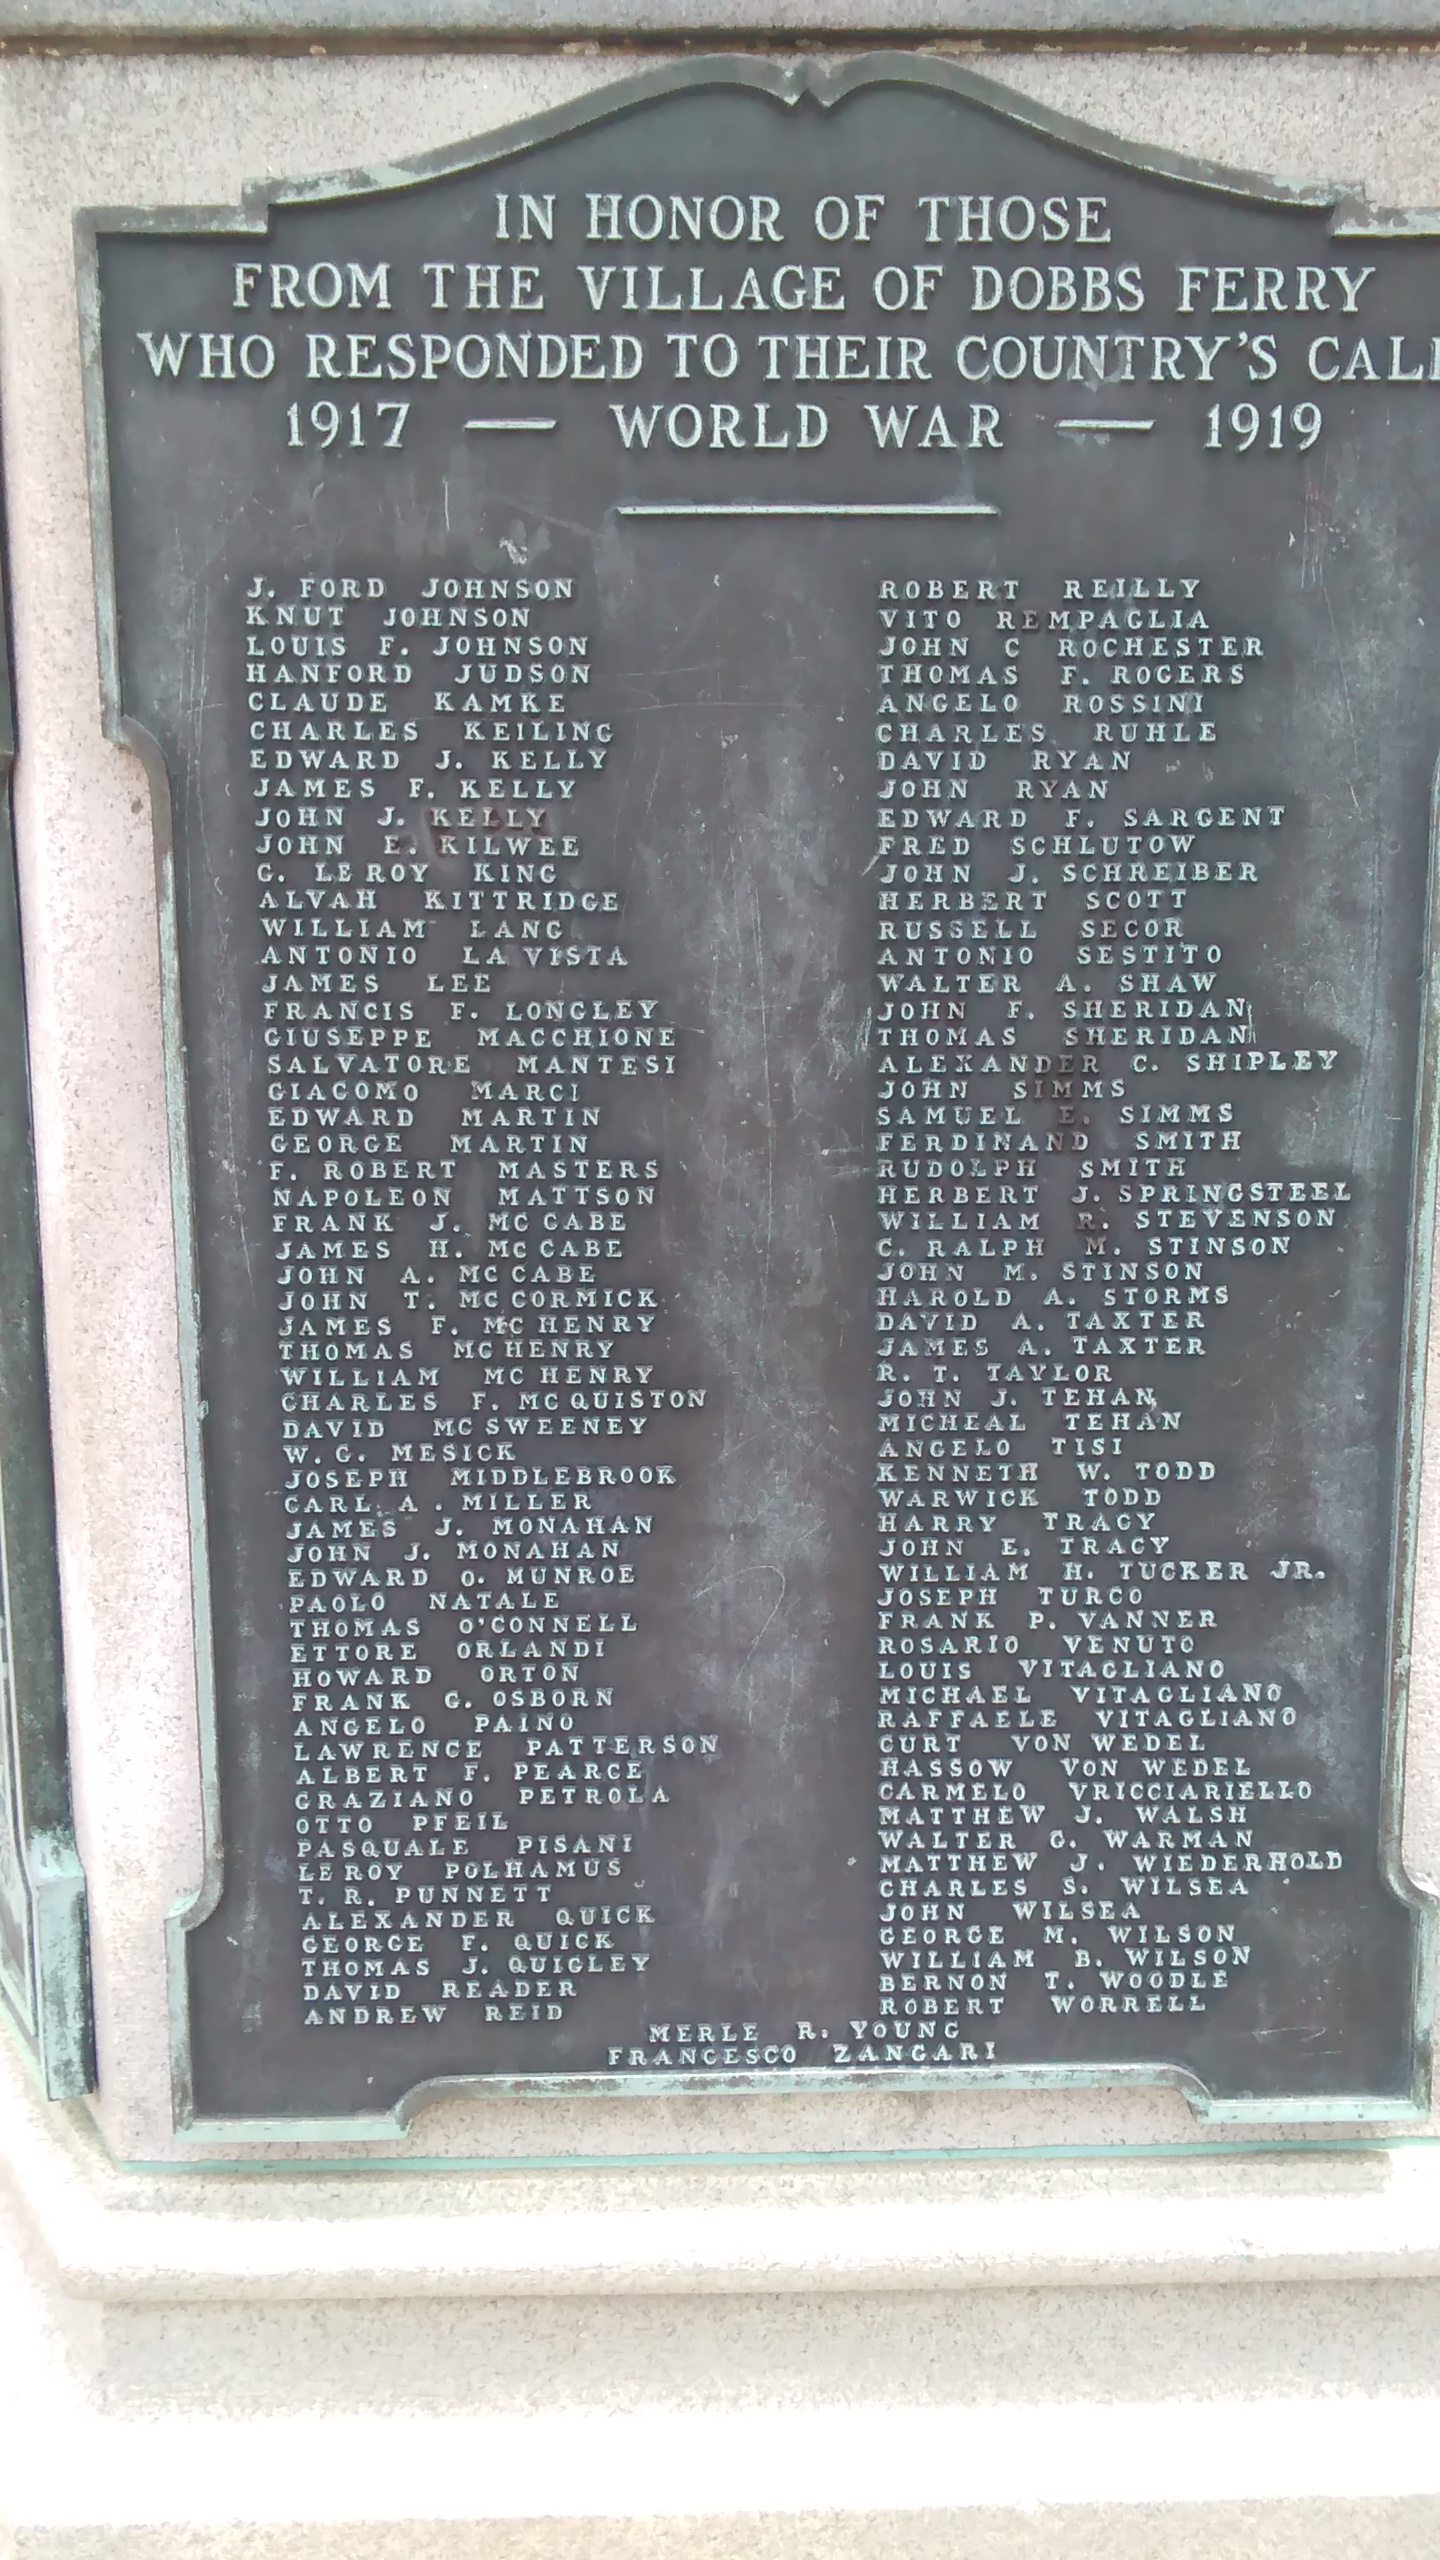 IN HONOR OF THOSE
FROM THE VILLAGE OF DOBBS FERRY
WHO RESPONDED TO THEIR COUNTRY'S CALL
1917 — WORLD WAR — 1919
J. FORD JOHNSON
KNUT JOHNSON
LOUIS F. JOHNSON
HANFORD JUDSON
CLAUDE KAMKE
CHARLES KEILING
EDWARD J. KELLY
JAMES F. KELLY
JOHN J. KELLY
JOHN E. KILWEE
G. LE ROY KING
ALVAH KITTRIDGE
WILLIAM LANG
ANTONIO LA VISTA
JAMES LEE
FRANCIS F. LONGLEY
GIUSEPPE MACCHIONE
SALVATORE MANTESI
GIACOMO MARCI
EDWARD MARTIN
GEORGE MARTIN
F. ROBERT MASTERS
NAPOLEON MATTSON
FRANK J. MC CABE
JAMES H. MC CABE
JOHN A. MC CABE
JOHN T. MC CORMICK
JAMES F. MC HENRY
THOMAS MC HENRY
WILLIAM MC HENRY
CHARLES F. MC QUISTON
DAVID MC SWEENEY
W. G. MESICK
JOSEPH MIDDLEBROOK
CARL A. MILLER
JAMES J. MONAHAN
JOHN J. MONAHAN
EDWARD O. MUNROE
PAOLO NATALE
THOMAS O'CONNELL
ETTORE ORLANDI
HOWARD ORTON
FRANK G. OSBORN
ANGELO PAINO
LAWRENCE PATTERSON
ALBERT F. PEARCE
GRAZIANO PETROLA
OTTO PFEIL
PASQUALE PISANI
LE ROY POLHAMUS
T. R. PUNNETT
ALEXANDER QUICK
GEORGE F. QUICK
THOMAS J. QUIGLEY
DAVID READER
ANDREW REID
ROBERT REILLY
VITO REMPAGLIA
JOHN C ROCHESTER
THOMAS F. ROGERS
ANGELO ROSSINI
CHARLES RUHLE
DAVID RYAN
JOHN RYAN
EDWARD F. SARGENT
FRED SCHLUTOW
JOHN J. SCHREIBER
HERBERT SCOTT
RUSSELL SECOR
ANTONIO SESTITO
WALTER A. SHAW
JOHN F. SHERIDAN
THOMAS SHERIDAN
ALEXANDER C. SHIPLEY
JOHN SIMMS
SAMUEL E. SIMMS
FERDINAND SMITH
RUDOLPH SMITH
HERBERT J. SPRINGSTEEL
WILLIAM R. STEVENSON
C. RALPH M. STINSON
JOHN M. STINSON
HAROLD A. STORMS
DAVID A. TAXTER
JAMES A. TAXTER
R. T. TAYLOR
JOHN J. TEHAN
MICHEAL TEHAN
ANGELO TISI
KENNETH W. TODD
WARWICK TODD
HARRY TRACY
JOHN E. TRACY
WILLIAM H. TUCKER JR.
JOSEPH TURCO
FRANK P. VANNER
ROSARIO VENUTO
LOUIS VITAGLIANO
MICHAEL VITAGLIANO
RAFFAELE VITAGLIANO
CURT VON WEDEL
HASSOW VON WEDEL
CARMELO VRICCIARIELLO
MATTHEW J. WALSH
WALTER G. WARMAN
MATTHEW J. WIEDERHOLD
CHARLES S. WILSEA
JOHN WILSEA
GEORGE M. WILSON
WILLIAM B. WILSON
BERNON T. WOODLE
ROBERT WORRELL
MERLE R. YOUNG
FRANCESCO ZANGARI